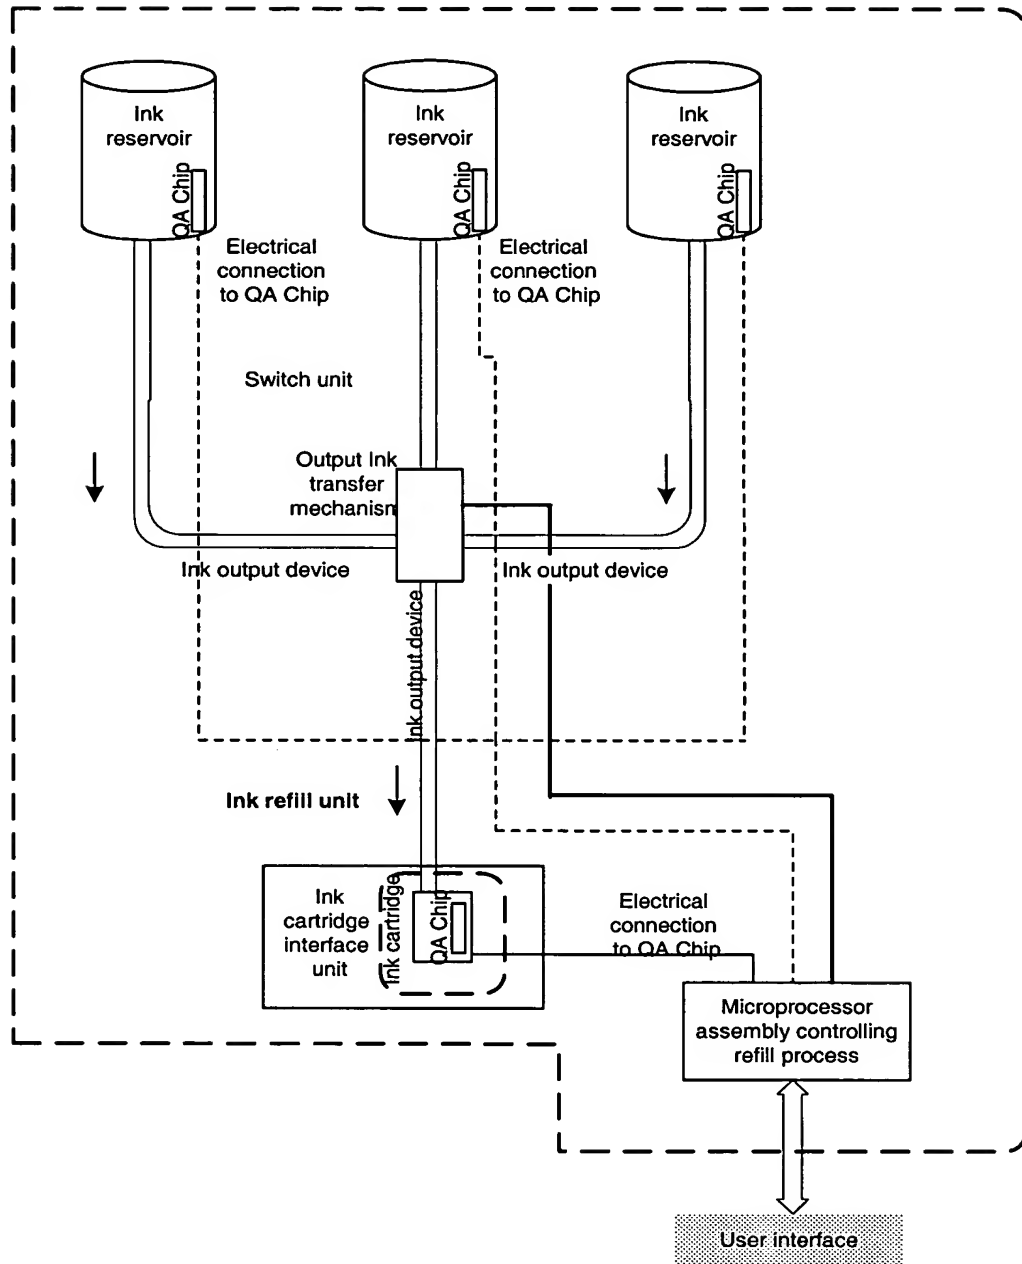 Ink
reservoir
QA Chip
Ink
reservoir
QA Chip
Ink
reservoir
QA Chip
Electrical
connection
to QA Chip
Electrical
connection
to QA Chip
Switch unit
Output Ink
transfer
mechanism
Ink output device
Ink output device
Ink output device
Ink refill unit
Ink
cartridge
interface
unit
Ink cartridge
QA Chip
Electrical
connection
to QA Chip
Microprocessor
assembly controlling
refill process
User interface